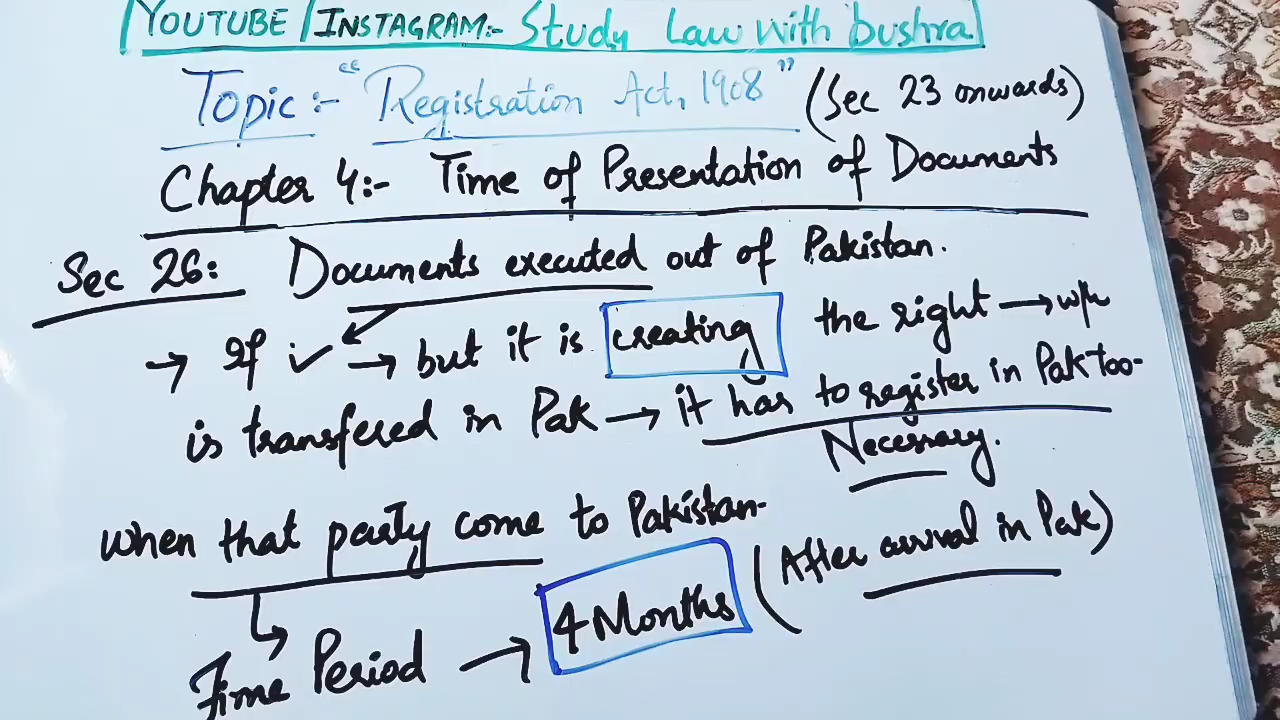 YOUTUBE/INSTAGRAM:- Study Law with bushra
Topic:- "Registration Act, 1908" (Sec 23 onwards)
Chapter 4:- Time of Presentation of Documents
Sec 26: Documents executed out of Pakistan.
→ If ✓ → but it is creating the right → w/h
is transfered in Pak → it has to register in Pak too-
Necessary.
when that party come to Pakistan-
Time Period → 4 Months (After arrival in Pak)